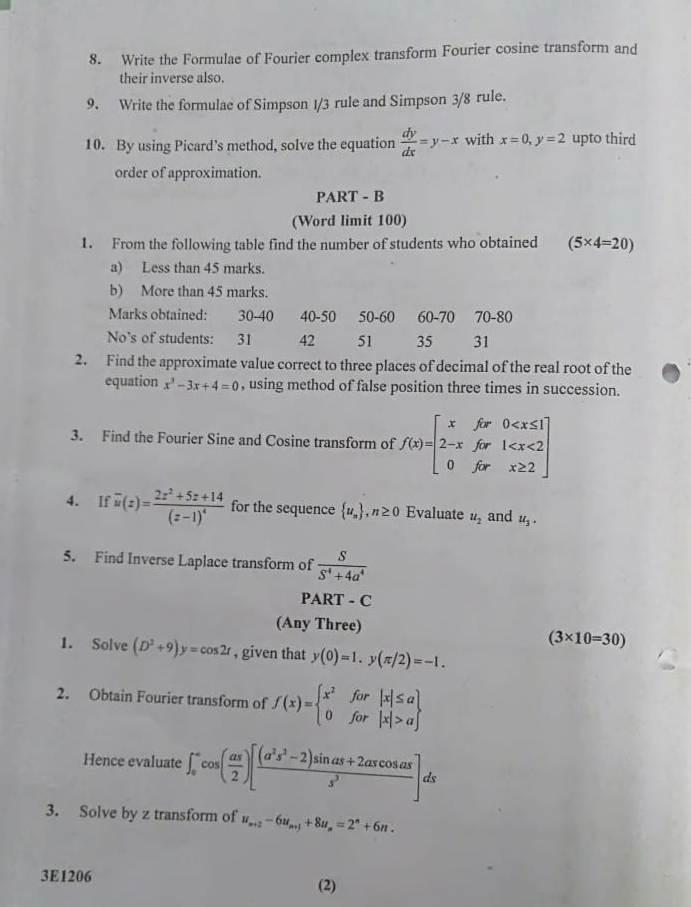 8. Write the Formulae of Fourier complex transform Fourier cosine transform and
their inverse also.
9. Write the formulae of Simpson 1/3 rule and Simpson 3/8 rule.
10. By using Picard's method, solve the equation dy/dx = y − x with x = 0, y = 2 upto third
order of approximation.
PART - B
(Word limit 100)
1. From the following table find the number of students who obtained (5×4=20)
a) Less than 45 marks.
b) More than 45 marks.
Marks obtained: 30-40 40-50 50-60 60-70 70-80
No's of students: 31 42 51 35 31
2. Find the approximate value correct to three places of decimal of the real root of the
equation x³ − 3x + 4 = 0, using method of false position three times in succession.
3. Find the Fourier Sine and Cosine transform of f(x) = [x for 0<x≤1
2−x for 1<x<2
0 for x≥2]
4. If ū(z) = (2z² + 5z + 14)/(z−1)⁴ for the sequence {uₙ}, n ≥ 0 Evaluate u₂ and u₃.
5. Find Inverse Laplace transform of S/(S⁴ + 4a⁴)
PART - C
(Any Three)
(3×10=30)
1. Solve (D² + 9)y = cos 2t, given that y(0) = 1. y(π/2) = −1.
2. Obtain Fourier transform of f(x) = {x² for |x| ≤ a
0 for |x| > a}
Hence evaluate ∫₀^∞ cos(as/2) [((a²s² − 2) sin as + 2as cos as)/s³] ds
3. Solve by z transform of uₙ₊₂ − 6uₙ₊₁ + 8uₙ = 2ⁿ + 6n.
3E1206
(2)